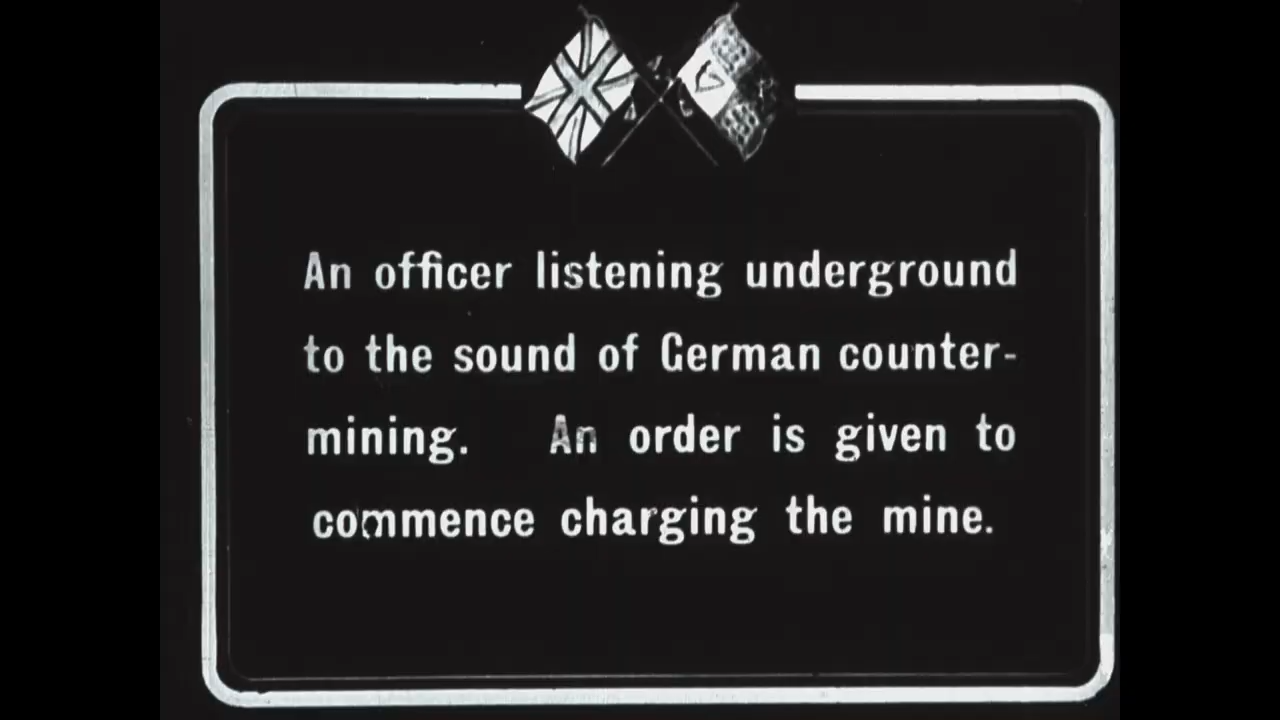 An officer listening underground
to the sound of German counter-
mining. An order is given to
commence charging the mine.